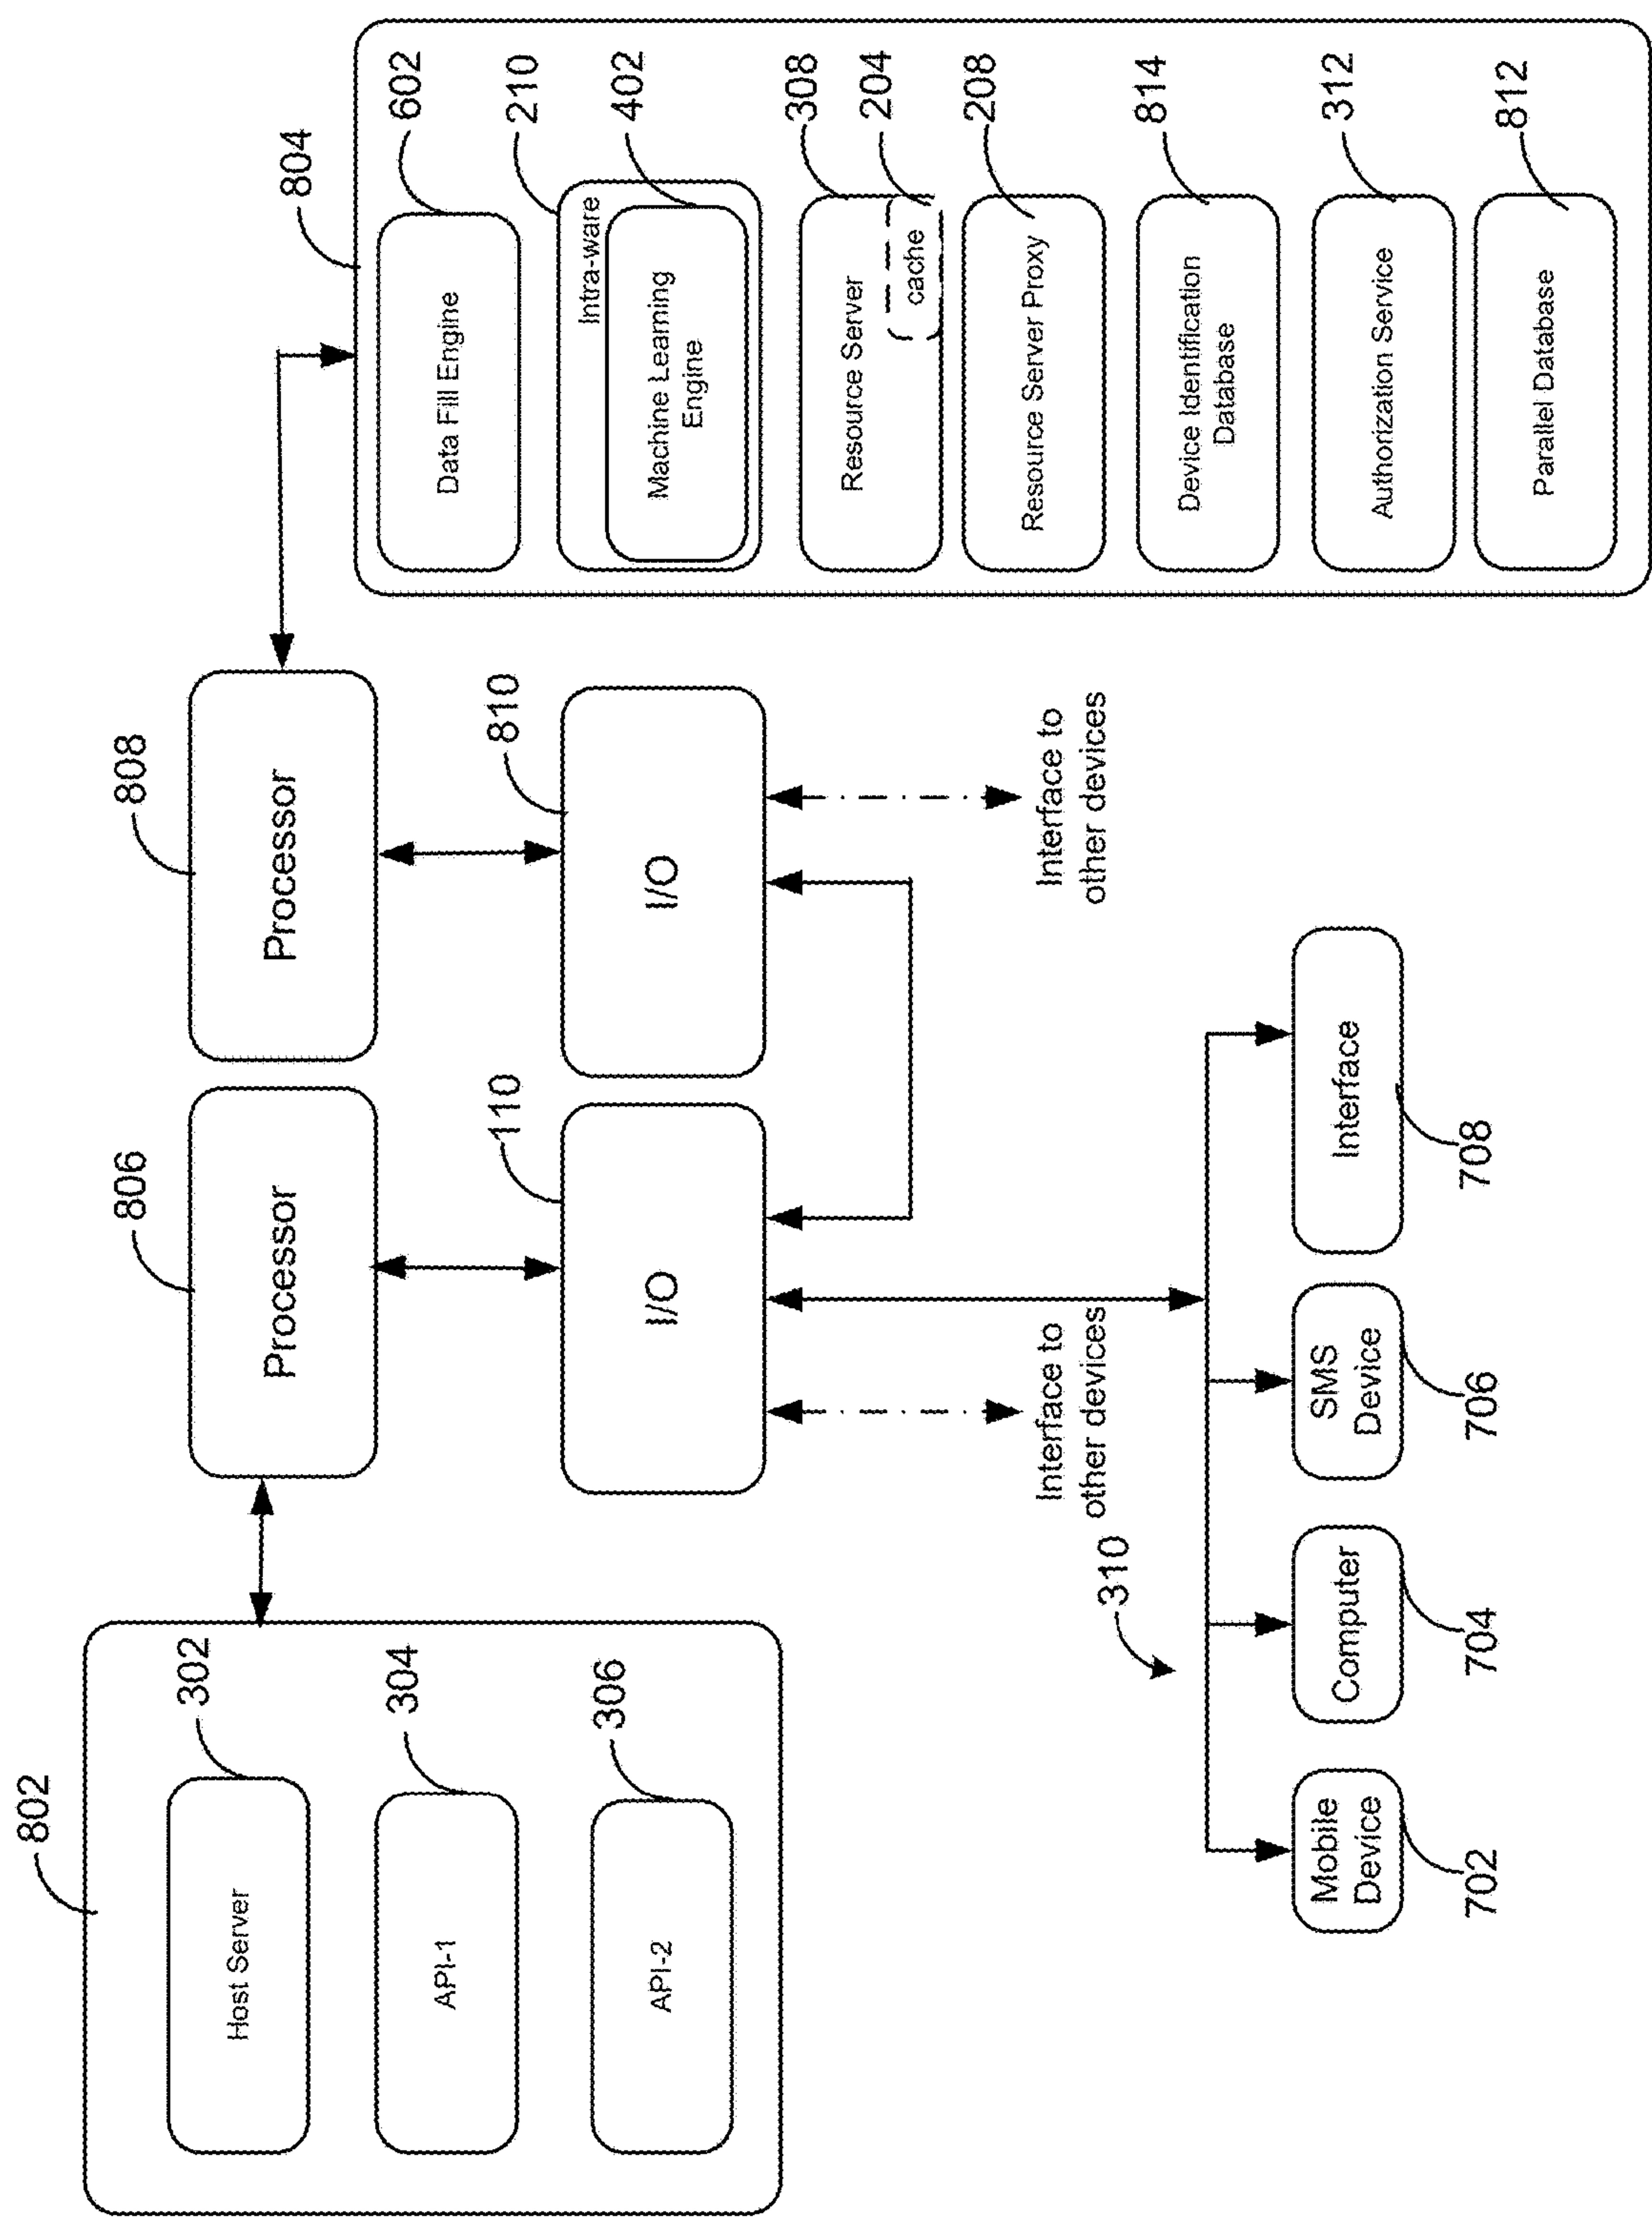 802
302
Host Server
304
API-1
306
API-2
806
Processor
808
Processor
110
I/O
810
I/O
Interface to
other devices
Interface to
other devices
804
602
Data Fill Engine
210
Intra-ware
402
Machine Learning
Engine
308
Resource Server
204
cache
208
Resource Server Proxy
814
Device Identification
Database
312
Authorization Service
812
Parallel Database
310
Mobile
Device
702
Computer
704
SMS
Device
706
Interface
708